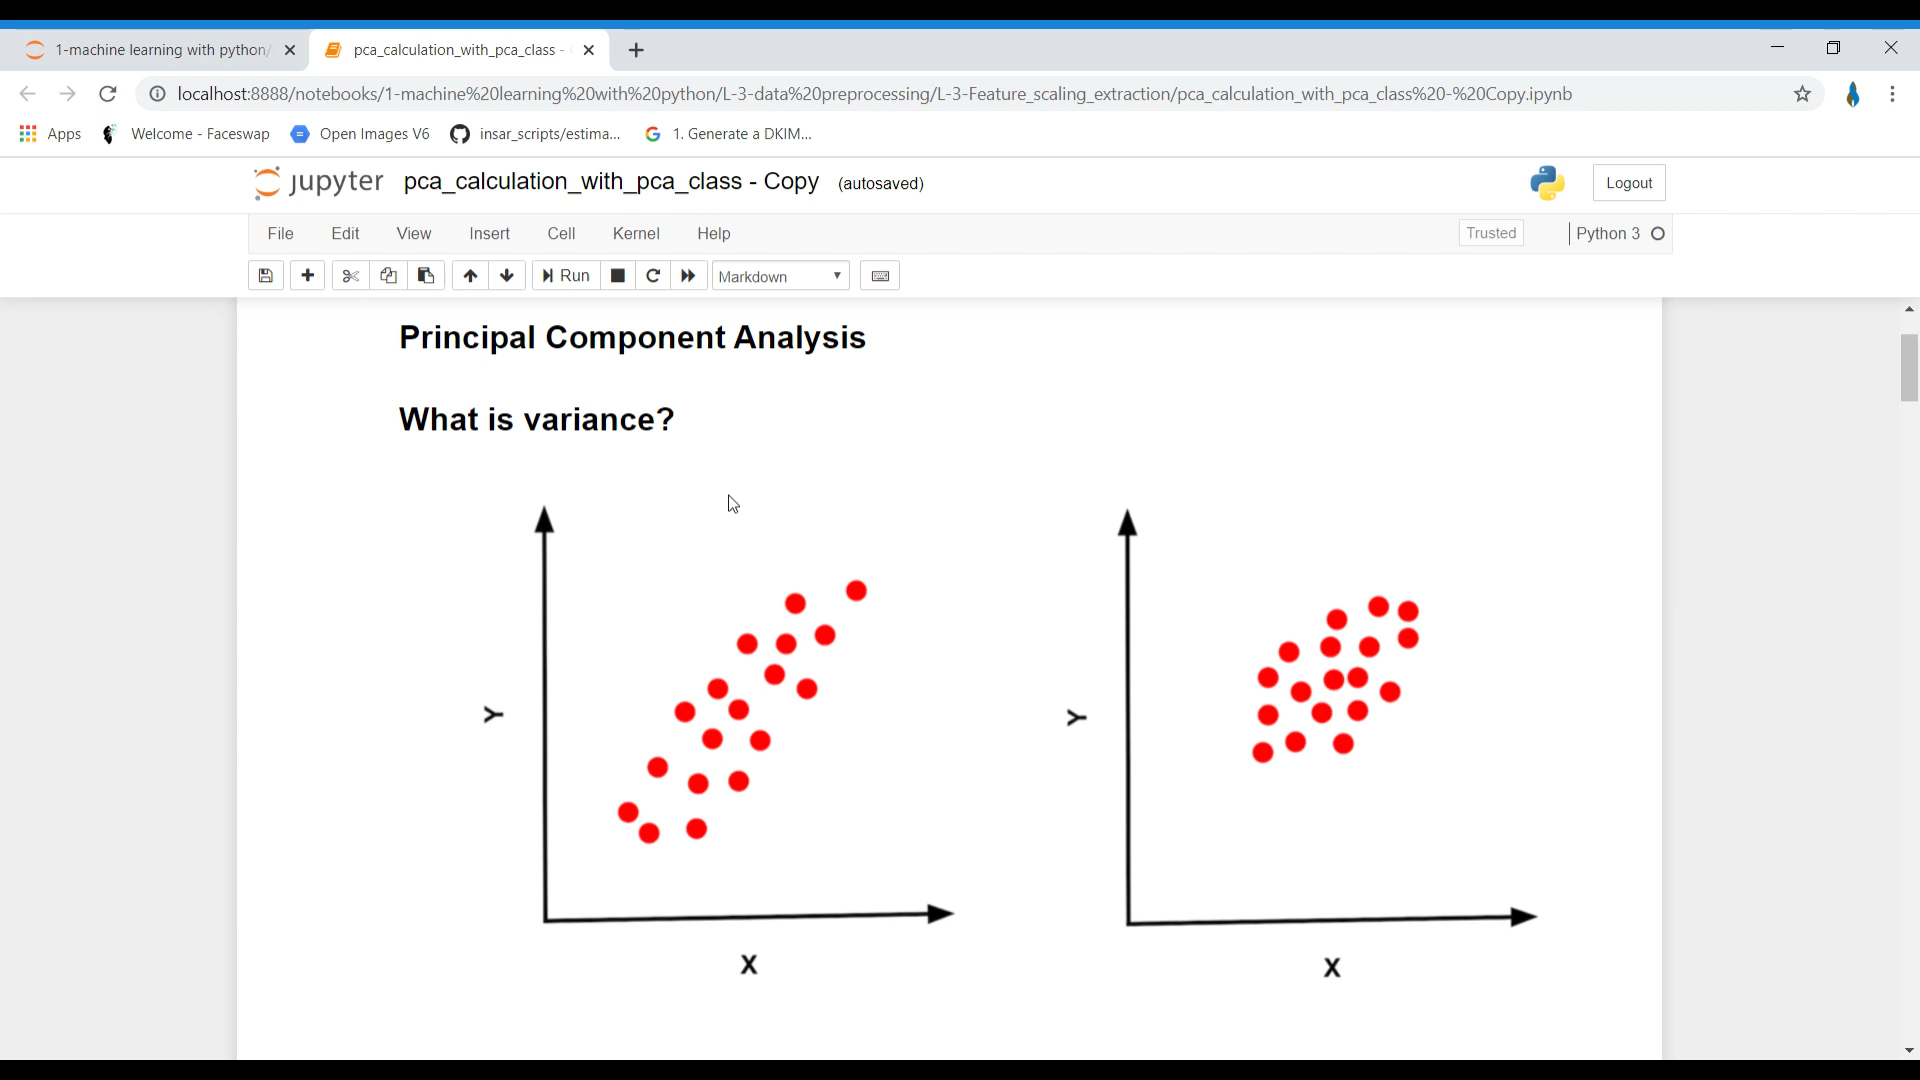 1-machine learning with python/
pca_calculation_with_pca_class -
localhost:8888/notebooks/1-machine%20learning%20with%20python/L-3-data%20preprocessing/L-3-Feature_scaling_extraction/pca_calculation_with_pca_class%20-%20Copy.ipynb
Apps
Welcome - Faceswap
Open Images V6
insar_scripts/estima...
1. Generate a DKIM...
jupyter pca_calculation_with_pca_class - Copy (autosaved)
Logout
File Edit View Insert Cell Kernel Help
Trusted
Python 3
Run
Markdown
Principal Component Analysis
What is variance?
Y
Y
X
X